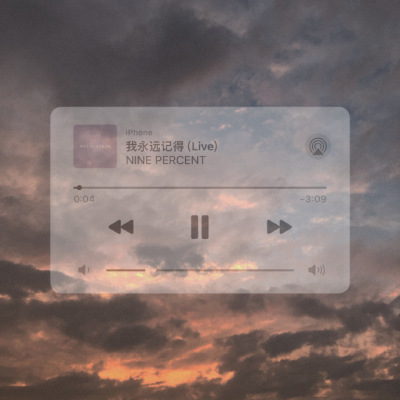 iPhone
我永远记得 (Live)
NINE PERCENT
0:04
-3:09